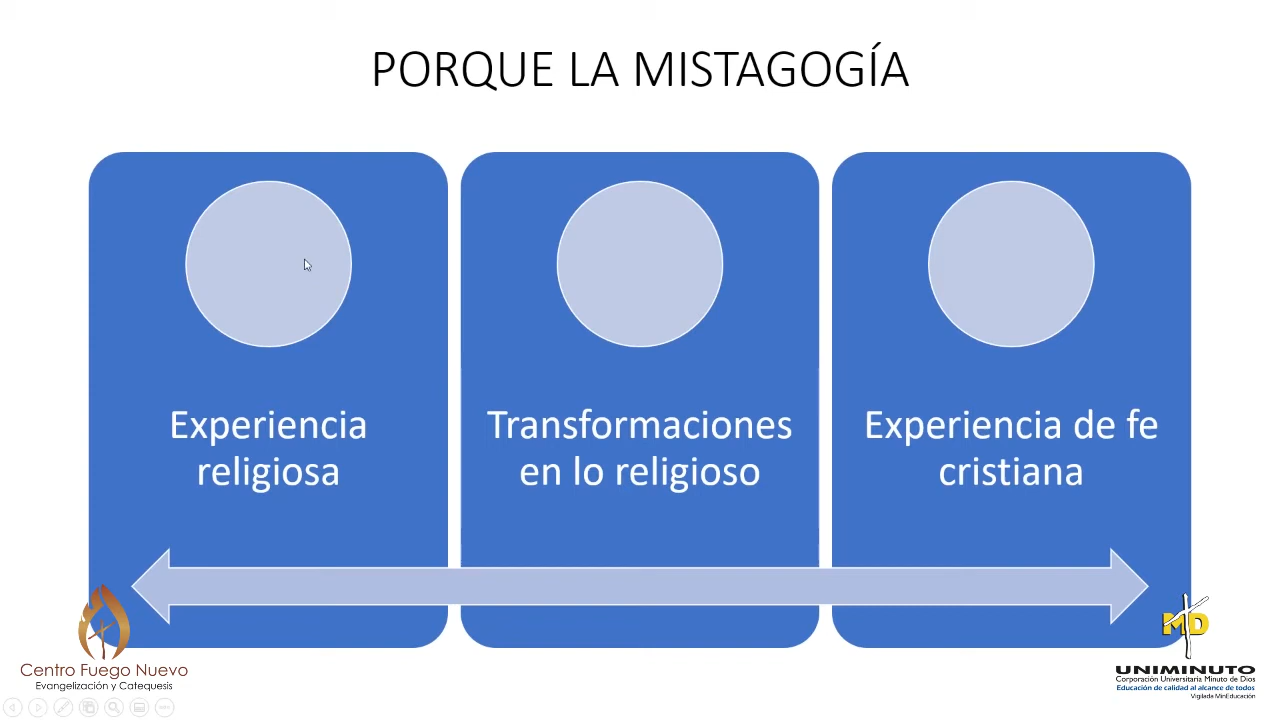 PORQUE LA MISTAGOGÍA
Experiencia
religiosa
Transformaciones
en lo religioso
Experiencia de fe
cristiana
Centro Fuego Nuevo
Evangelización y Catequesis
MD
UNIMINUTO
Corporación Universitaria Minuto de Dios
Educación de calidad al alcance de todos
Vigilada MinEducación